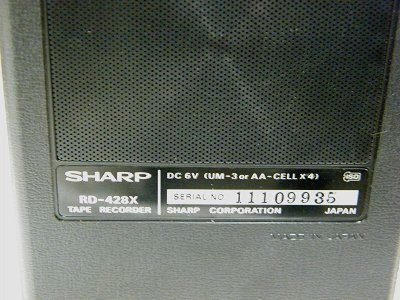 SHARP DC 6V (UM-3 or AA-CELL X 4)
RD-428X SERIAL NO. 11109935
TAPE RECORDER SHARP CORPORATION JAPAN
MADE IN JAPAN